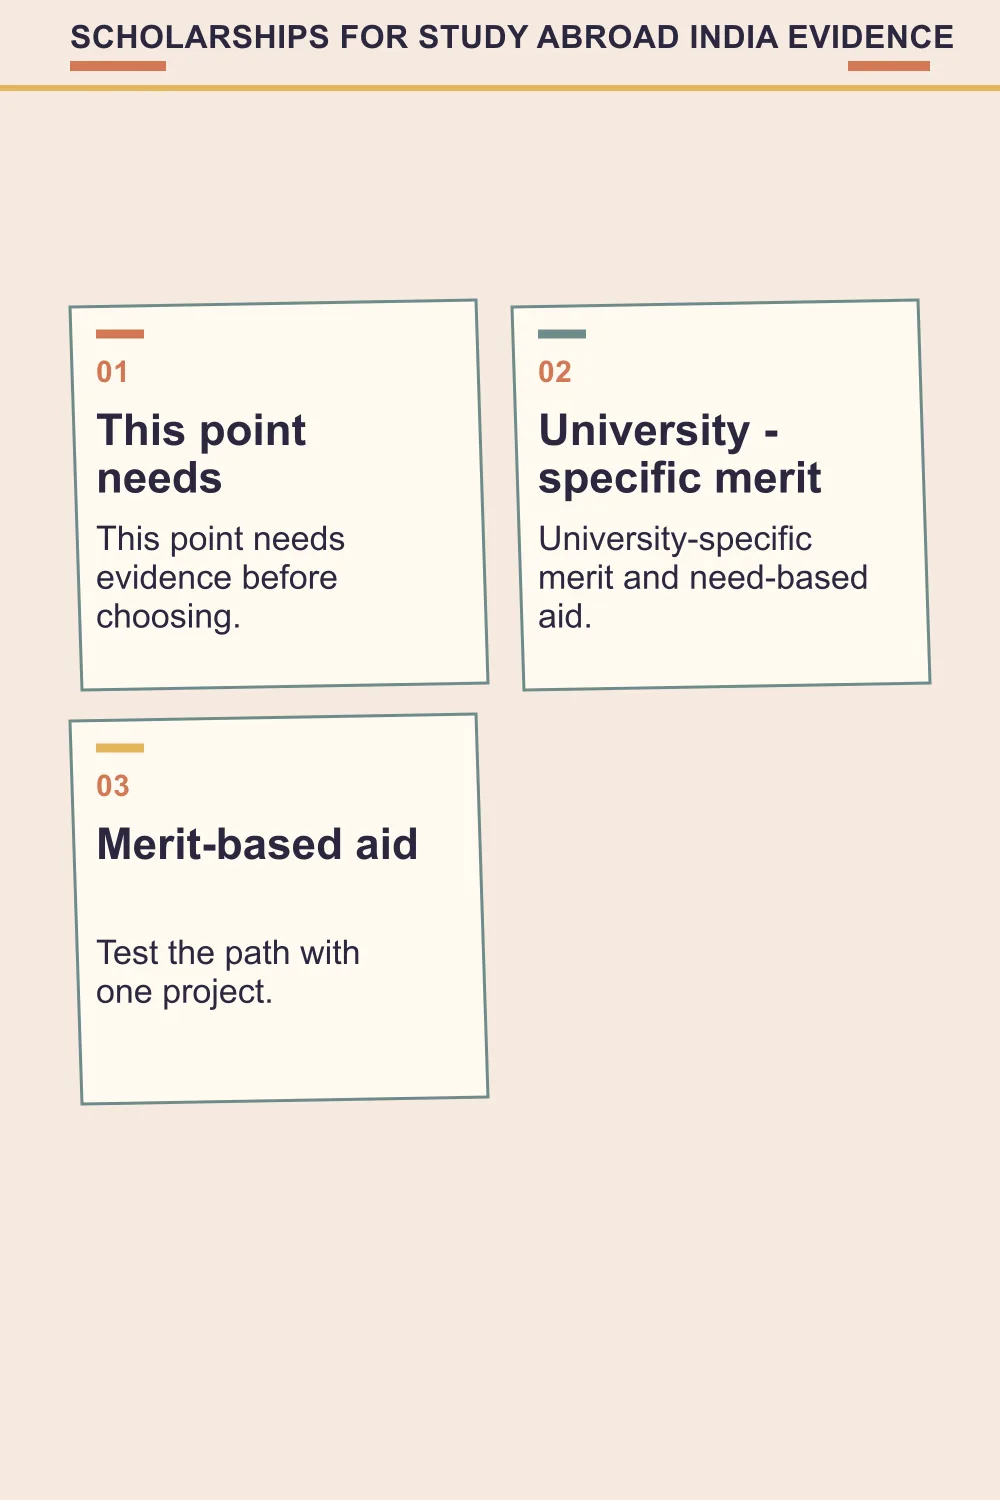 SCHOLARSHIPS FOR STUDY ABROAD INDIA EVIDENCE
01
This point
needs
This point needs
evidence before
choosing.
02
University -
specific merit
University-specific
merit and need-based
aid.
03
Merit-based aid
Test the path with
one project.